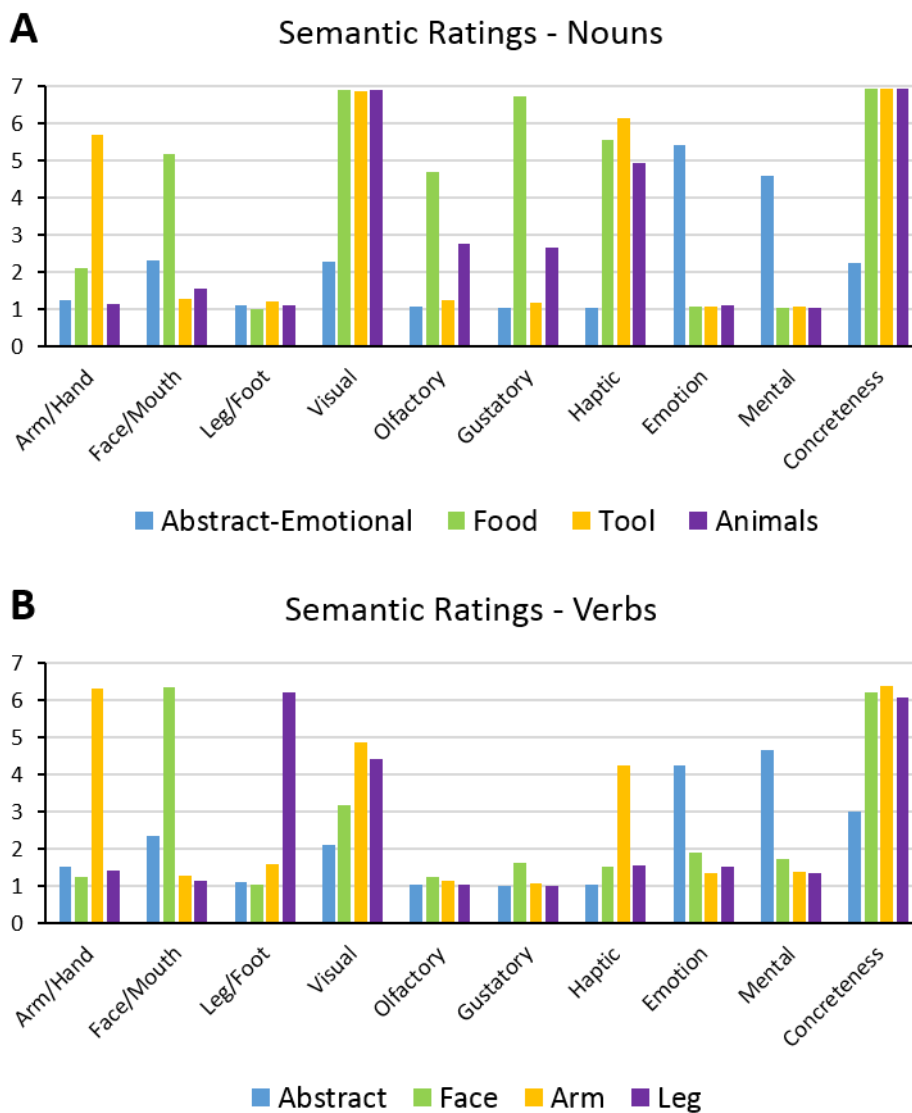 A
Semantic Ratings - Nouns
7
6
5
4
3
2
1
0
Arm/Hand
Face/Mouth
Leg/Foot
Visual
Olfactory
Gustatory
Haptic
Emotion
Mental
Concreteness
Abstract-Emotional Food Tool Animals
B
Semantic Ratings - Verbs
7
6
5
4
3
2
1
0
Arm/Hand
Face/Mouth
Leg/Foot
Visual
Olfactory
Gustatory
Haptic
Emotion
Mental
Concreteness
Abstract Face Arm Leg